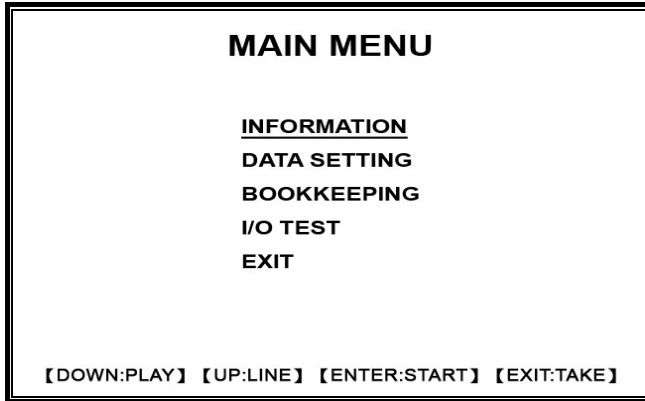 MAIN MENU
INFORMATION
DATA SETTING
BOOKKEEPING
I/O TEST
EXIT
【DOWN:PLAY】【UP:LINE】【ENTER:START】【EXIT:TAKE】